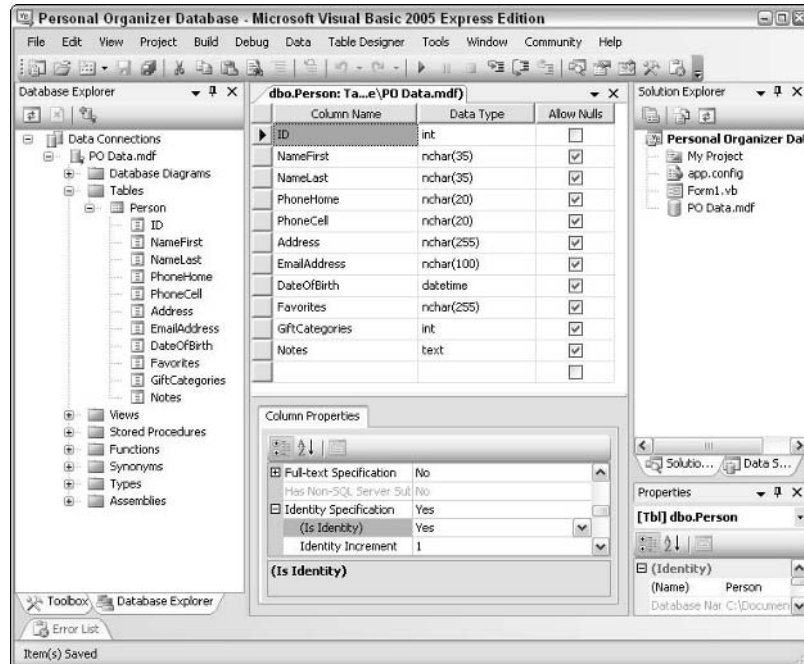 Personal Organizer Database - Microsoft Visual Basic 2005 Express Edition
File Edit View Project Build Debug Data Table Designer Tools Window Community Help
Database Explorer
Data Connections
PO Data.mdf
Database Diagrams
Tables
Person
ID
NameFirst
NameLast
PhoneHome
PhoneCell
Address
EmailAddress
DateOfBirth
Favorites
GiftCategories
Notes
Views
Stored Procedures
Functions
Synonyms
Types
Assemblies
Toolbox Database Explorer
dbo.Person: Ta...e\PO Data.mdf)
Column Name Data Type Allow Nulls
ID int
NameFirst nchar(35)
NameLast nchar(35)
PhoneHome nchar(20)
PhoneCell nchar(20)
Address nchar(255)
EmailAddress nchar(100)
DateOfBirth datetime
Favorites nchar(255)
GiftCategories int
Notes text
Column Properties
Full-text Specification No
Has Non-SQL Server Sub No
Identity Specification Yes
(Is Identity) Yes
Identity Increment 1
(Is Identity)
Solution Explorer
Personal Organizer Dat
My Project
app.config
Form1.vb
PO Data.mdf
Solutio... Data S...
Properties
[Tbl] dbo.Person
(Identity)
(Name) Person
Database Nar C:\Documen
Error List
Item(s) Saved